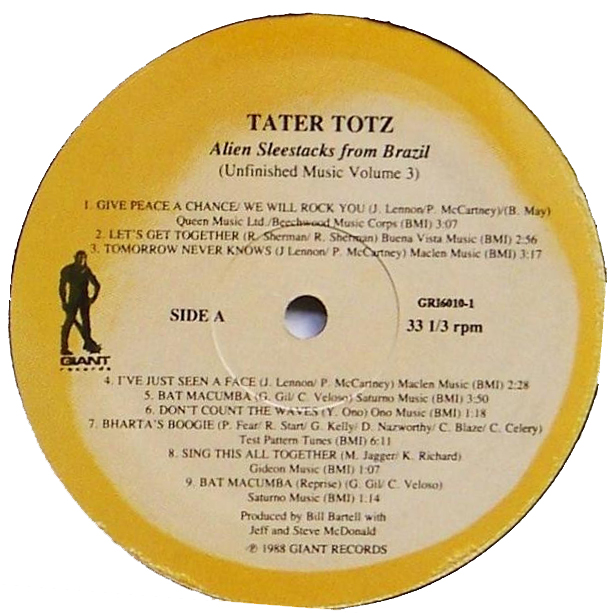 TATER TOTZ
Alien Sleestacks from Brazil
(Unfinished Music Volume 3)
1. GIVE PEACE A CHANCE/ WE WILL ROCK YOU (J. Lennon/P. McCartney)/(B. May)
Queen Music Ltd./Beechwood Music Corps (BMI) 3:07
2. LET'S GET TOGETHER (R. Sherman/ R. Sherman) Buena Vista Music (BMI) 2:56
3. TOMORROW NEVER KNOWS (J Lennon/ P. McCartney) Maclen Music (BMI) 3:17
SIDE A
GRI6010-1
33 1/3 rpm
GIANT
records
4. I'VE JUST SEEN A FACE (J. Lennon/ P. McCartney) Maclen Music (BMI) 2:28
5. BAT MACUMBA (G. Gil/ C. Veloso) Saturno Music (BMI) 3:50
6. DON'T COUNT THE WAVES (Y. Ono) Ono Music (BMI) 1:18
7. BHARTA'S BOOGIE (P. Fear/ R. Start/ G. Kelly/ D. Nazworthy/ C. Blaze/ C. Celery)
Test Pattern Tunes (BMI) 6:11
8. SING THIS ALL TOGETHER (M. Jagger/ K. Richard)
Gideon Music (BMI) 1:07
9. BAT MACUMBA (Reprise) (G. Gil/ C. Veloso)
Saturno Music (BMI) 1:14
Produced by Bill Bartell with
Jeff and Steve McDonald
℗ 1988 GIANT RECORDS